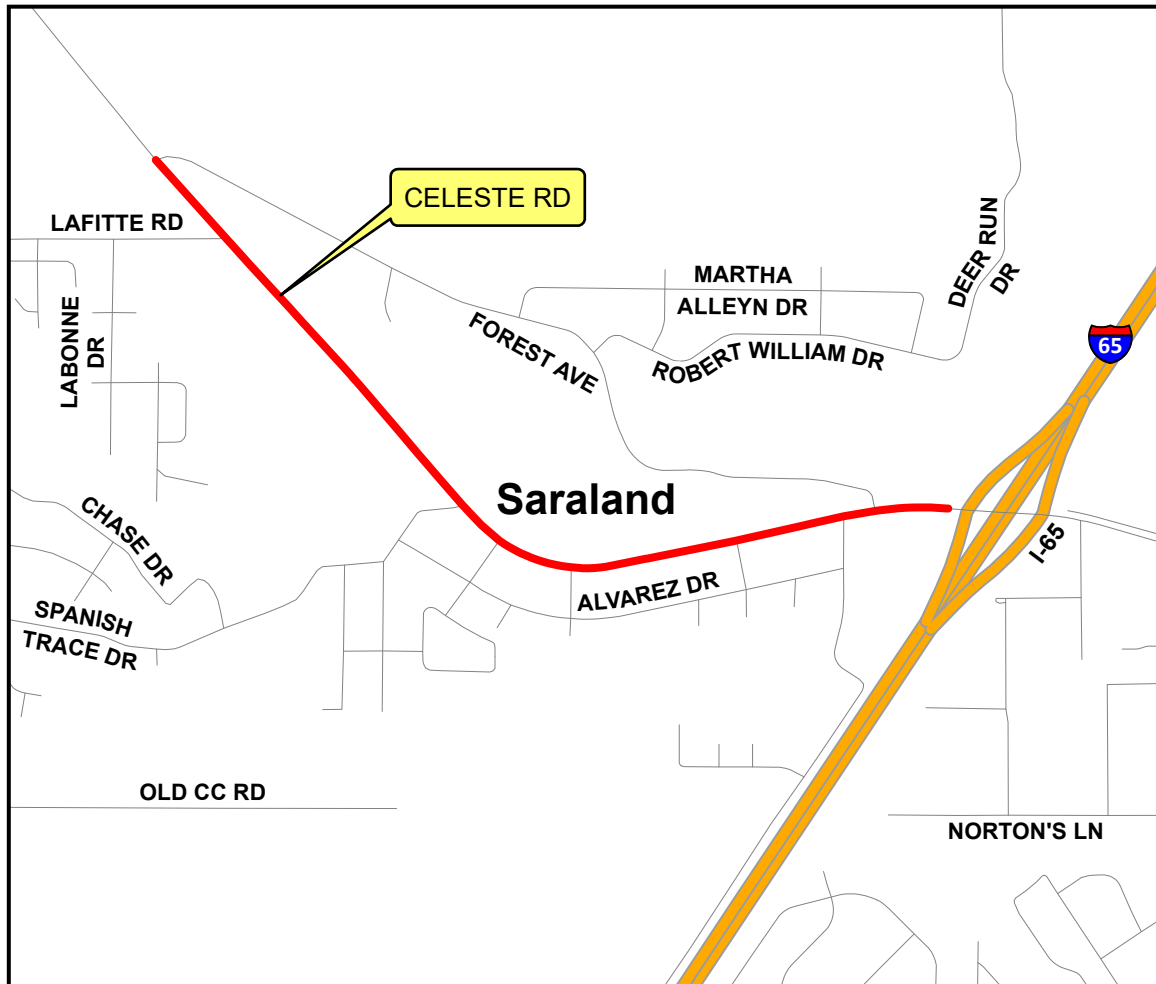 CELESTE RD
LAFITTE RD
LABONNE
DR
MARTHA
ALLEYN DR
DEER RUN
DR
FOREST AVE
ROBERT WILLIAM DR
65
Saraland
CHASE DR
I-65
ALVAREZ DR
SPANISH
TRACE DR
OLD CC RD
NORTON'S LN